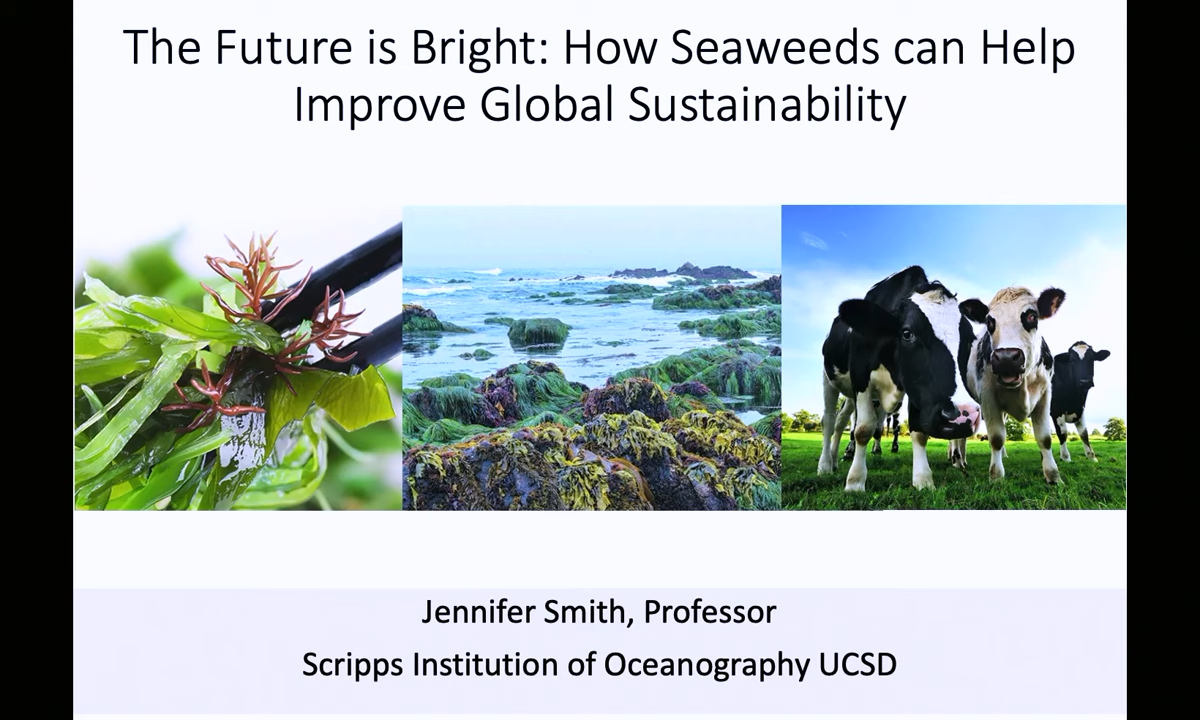 The Future is Bright: How Seaweeds can Help
Improve Global Sustainability
Jennifer Smith, Professor
Scripps Institution of Oceanography UCSD